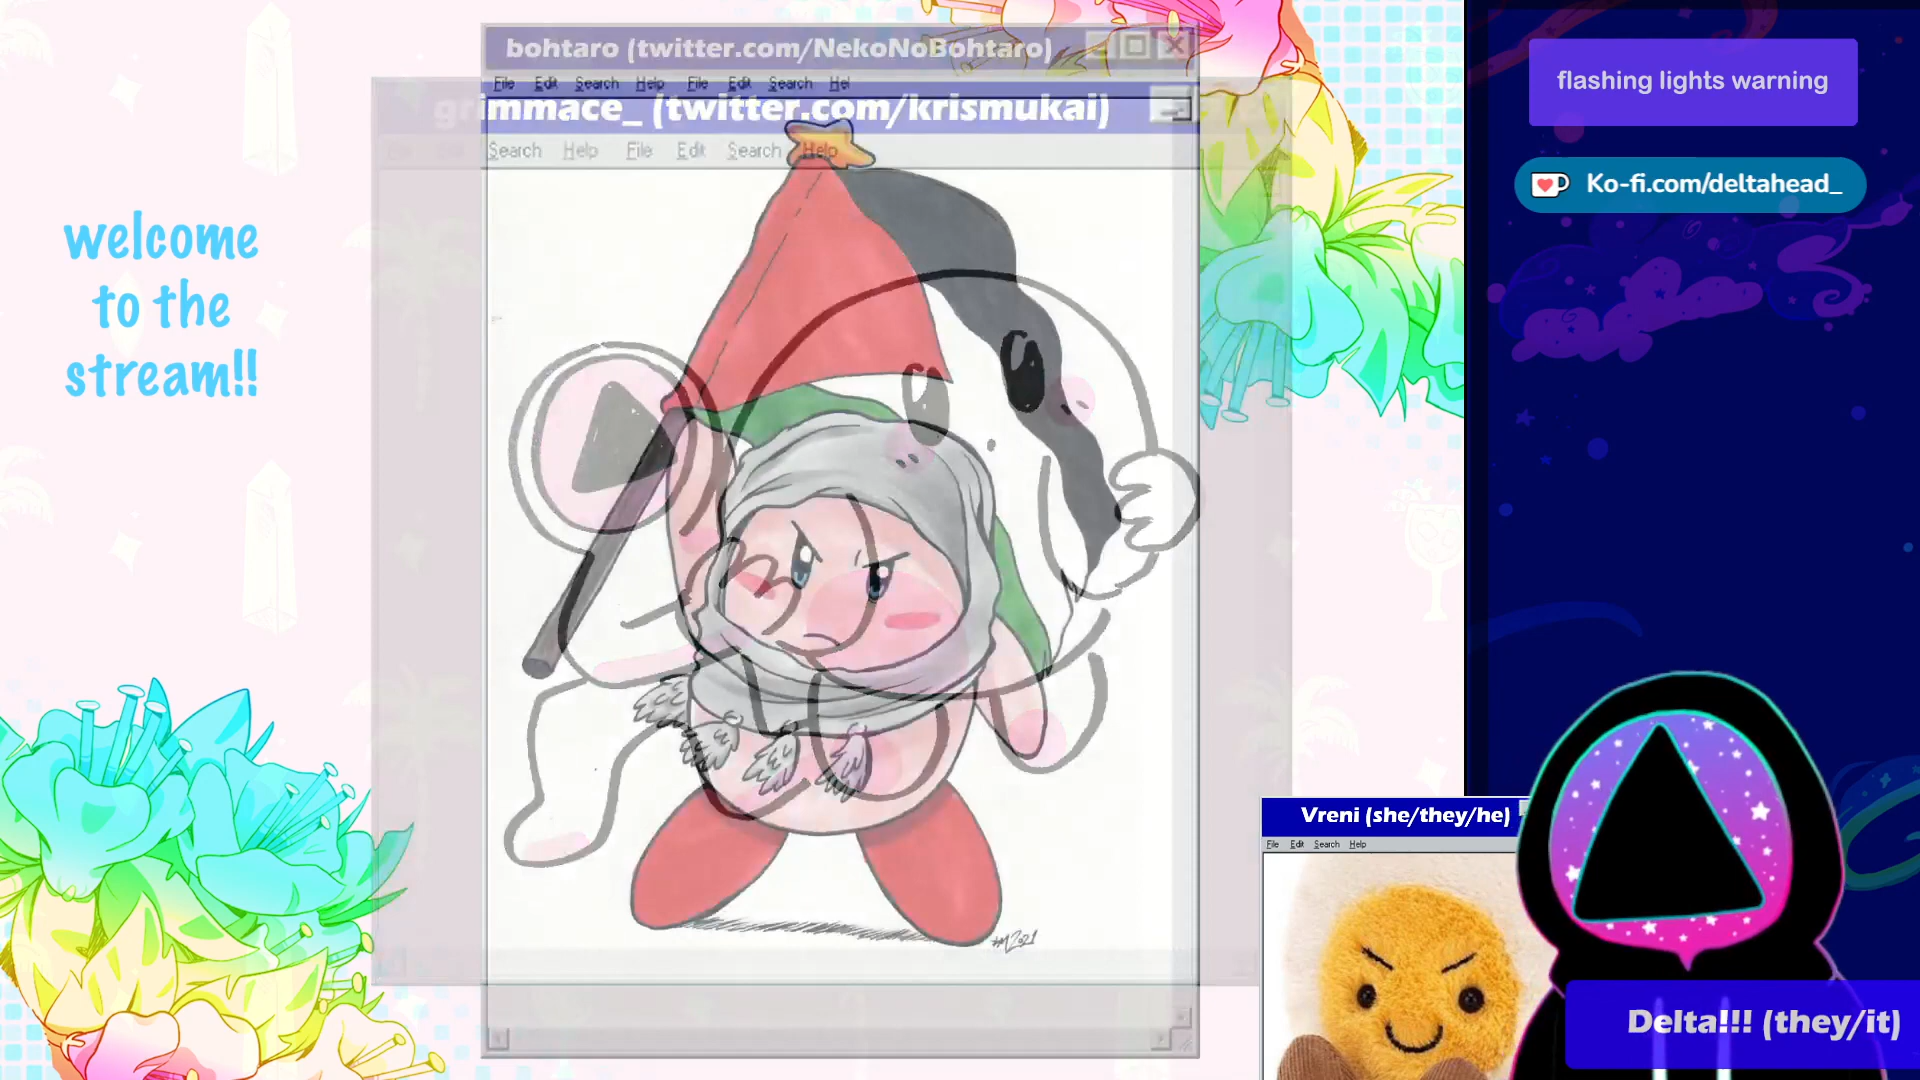 bohtaro (twitter.com/NekoNoBohtaro)
File Edit Search Help File Edit Search Hel
grimmace_ (twitter.com/krismukai)
Search Help File Edit Search Help
welcome
to the
stream!!
flashing lights warning
Ko-fi.com/deltahead_
Vreni (she/they/he)
File Edit Search Help
Delta!!! (they/it)